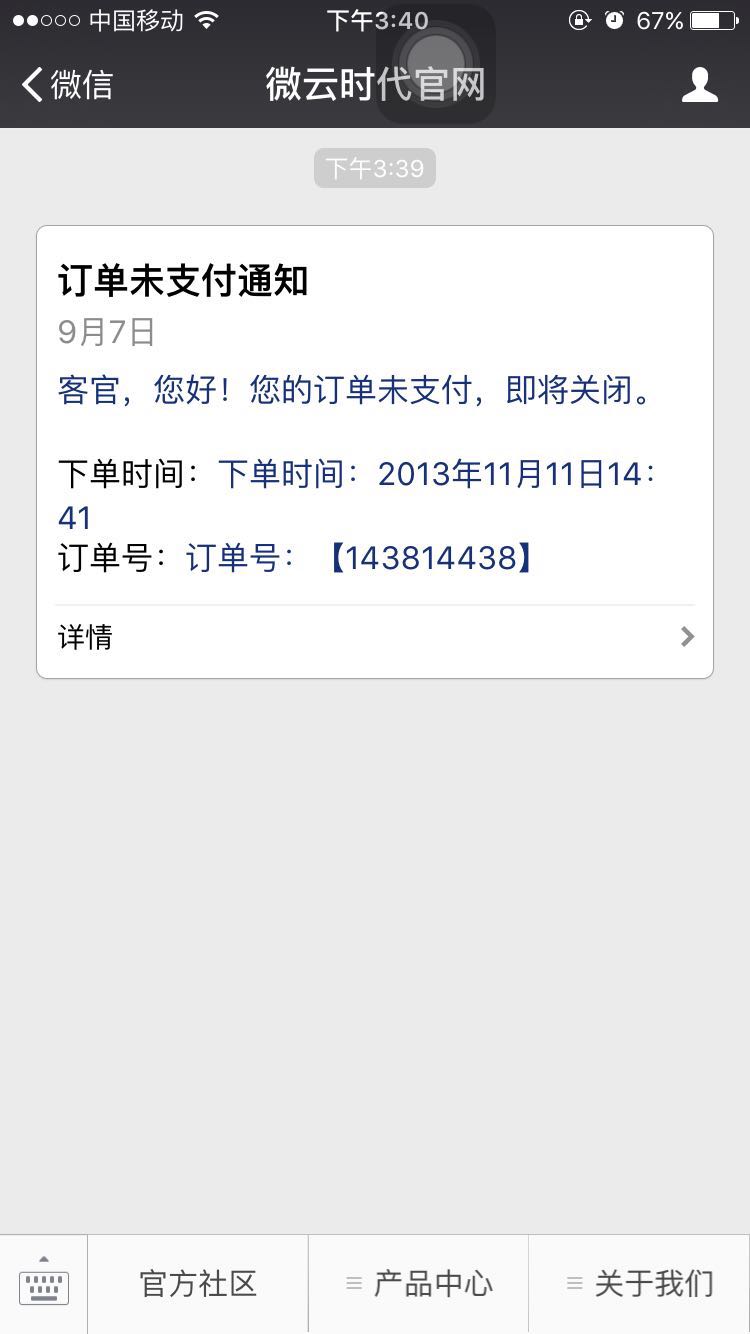 中国移动 下午3:40 67%
微信 微云时代官网
下午3:39
订单未支付通知
9月7日
客官，您好！您的订单未支付，即将关闭。
下单时间：下单时间：2013年11月11日14：
41
订单号：订单号：【143814438】
详情
官方社区 产品中心 关于我们